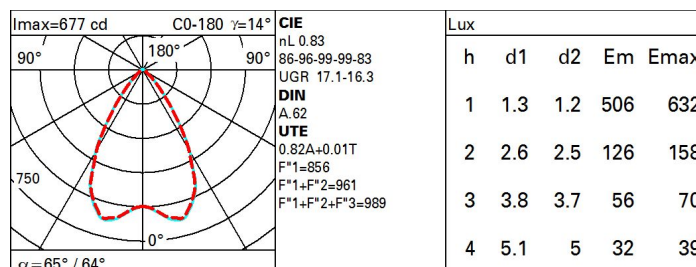 Imax=677 cd C0-180 γ=14°
90° 180° 90°
750
0°
α=65° / 64°
CIE
nL 0.83
86-96-99-99-83
UGR 17.1-16.3
DIN
A.62
UTE
0.82A+0.01T
F"1=856
F"1+F"2=961
F"1+F"2+F"3=989
Lux
h d1 d2 Em Emax
1 1.3 1.2 506 632
2 2.6 2.5 126 158
3 3.8 3.7 56 70
4 5.1 5 32 39